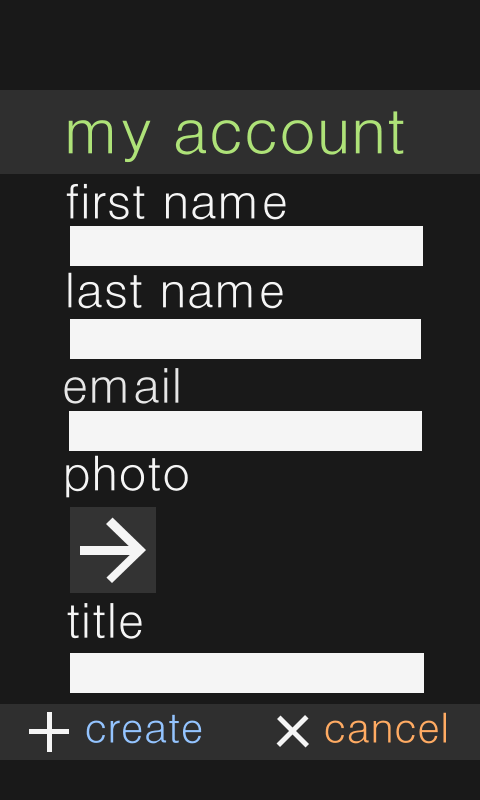 my account
first name
last name
email
photo
title
create cancel